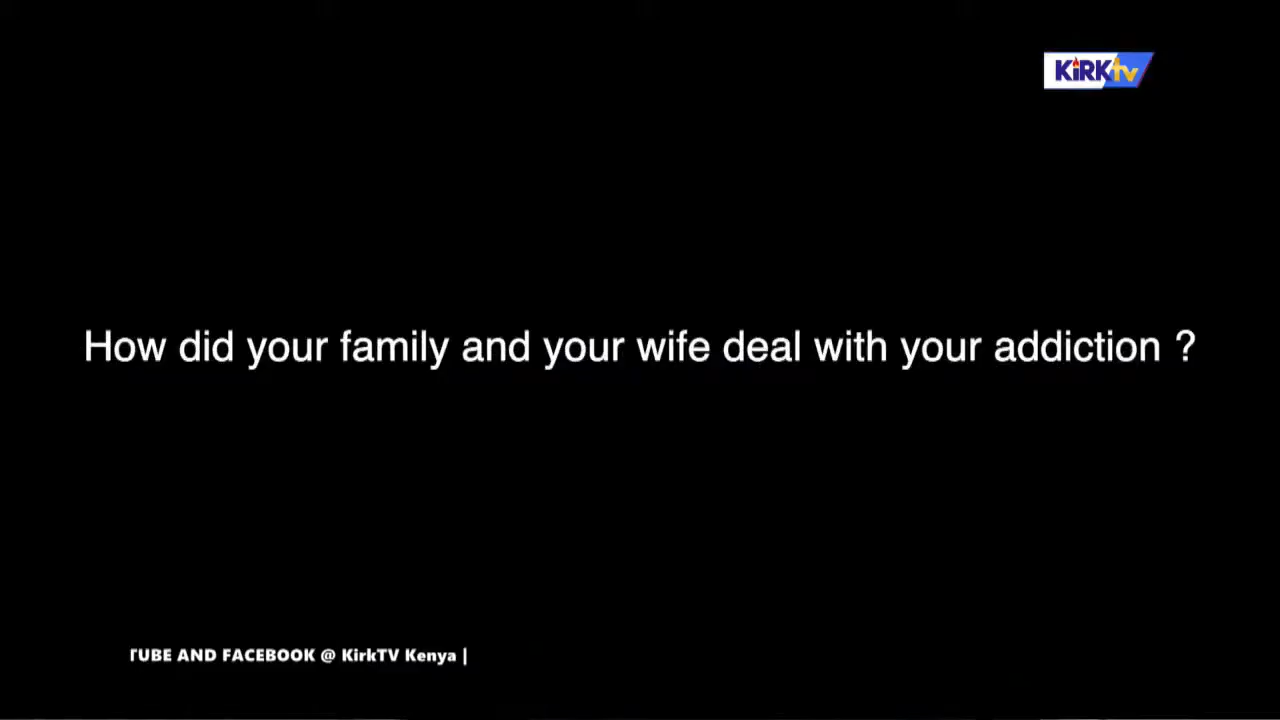 KiRKtv
How did your family and your wife deal with your addiction ?
TUBE AND FACEBOOK @ KirkTV Kenya |